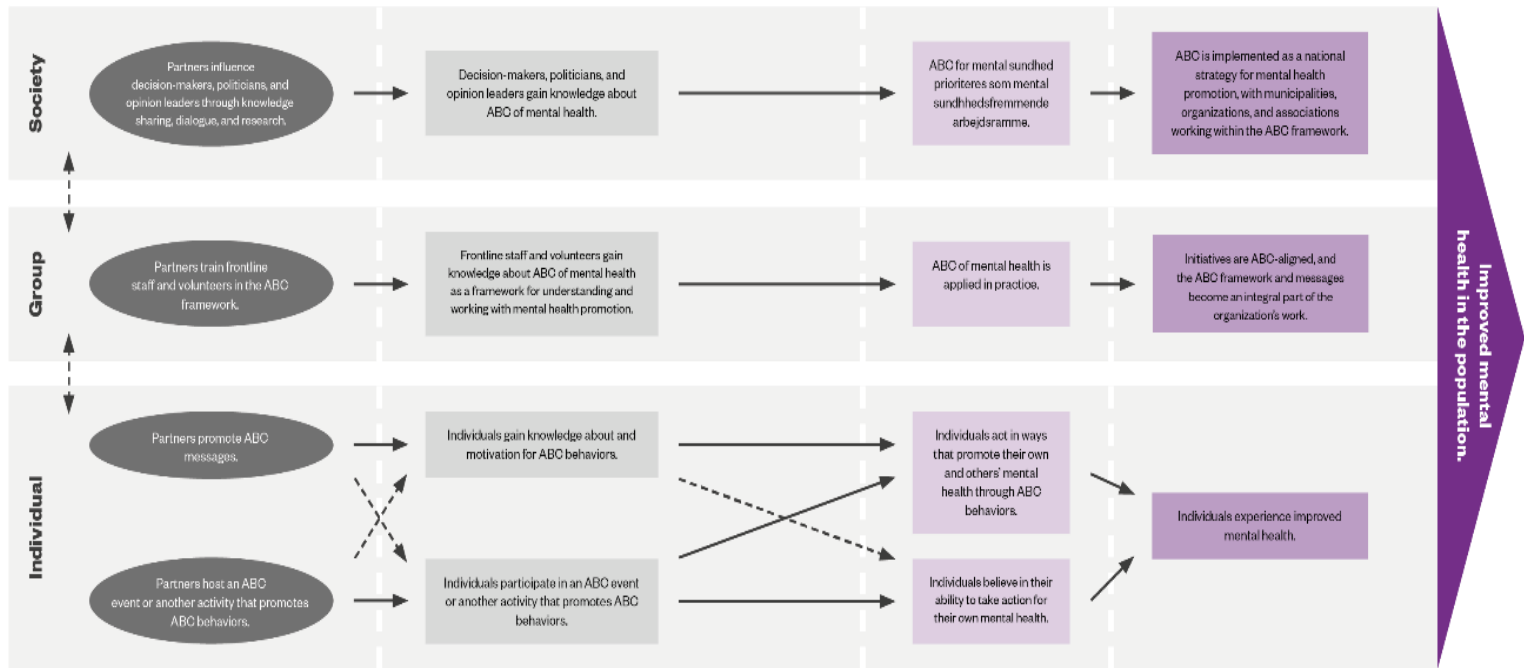 Society
Partners influence
decision-makers, politicians, and
opinion leaders through knowledge
sharing, dialogue, and research.
Decision-makers, politicians, and
opinion leaders gain knowledge about
ABC of mental health.
ABC for mental sundhed
prioriteres som mental
sundhhedsfremmende
arbejdsramme.
ABC is implemented as a national
strategy for mental health
promotion, with municipalities,
organizations, and associations
working within the ABC framework.
Group
Partners train frontline
staff and volunteers in the ABC
framework.
Frontline staff and volunteers gain
knowledge about ABC of mental health
as a framework for understanding and
working with mental health promotion.
ABC of mental health is
applied in practice.
Initiatives are ABC-aligned, and
the ABC framework and messages
become an integral part of the
organization's work.
Individual
Partners promote ABC
messages.
Individuals gain knowledge about and
motivation for ABC behaviors.
Individuals act in ways
that promote their own
and others' mental
health through ABC
behaviors.
Individuals experience improved
mental health.
Partners host an ABC
event or another activity that promotes
ABC behaviors.
Individuals participate in an ABC event
or another activity that promotes ABC
behaviors.
Individuals believe in their
ability to take action for
their own mental health.
Improved mental
health in the population.